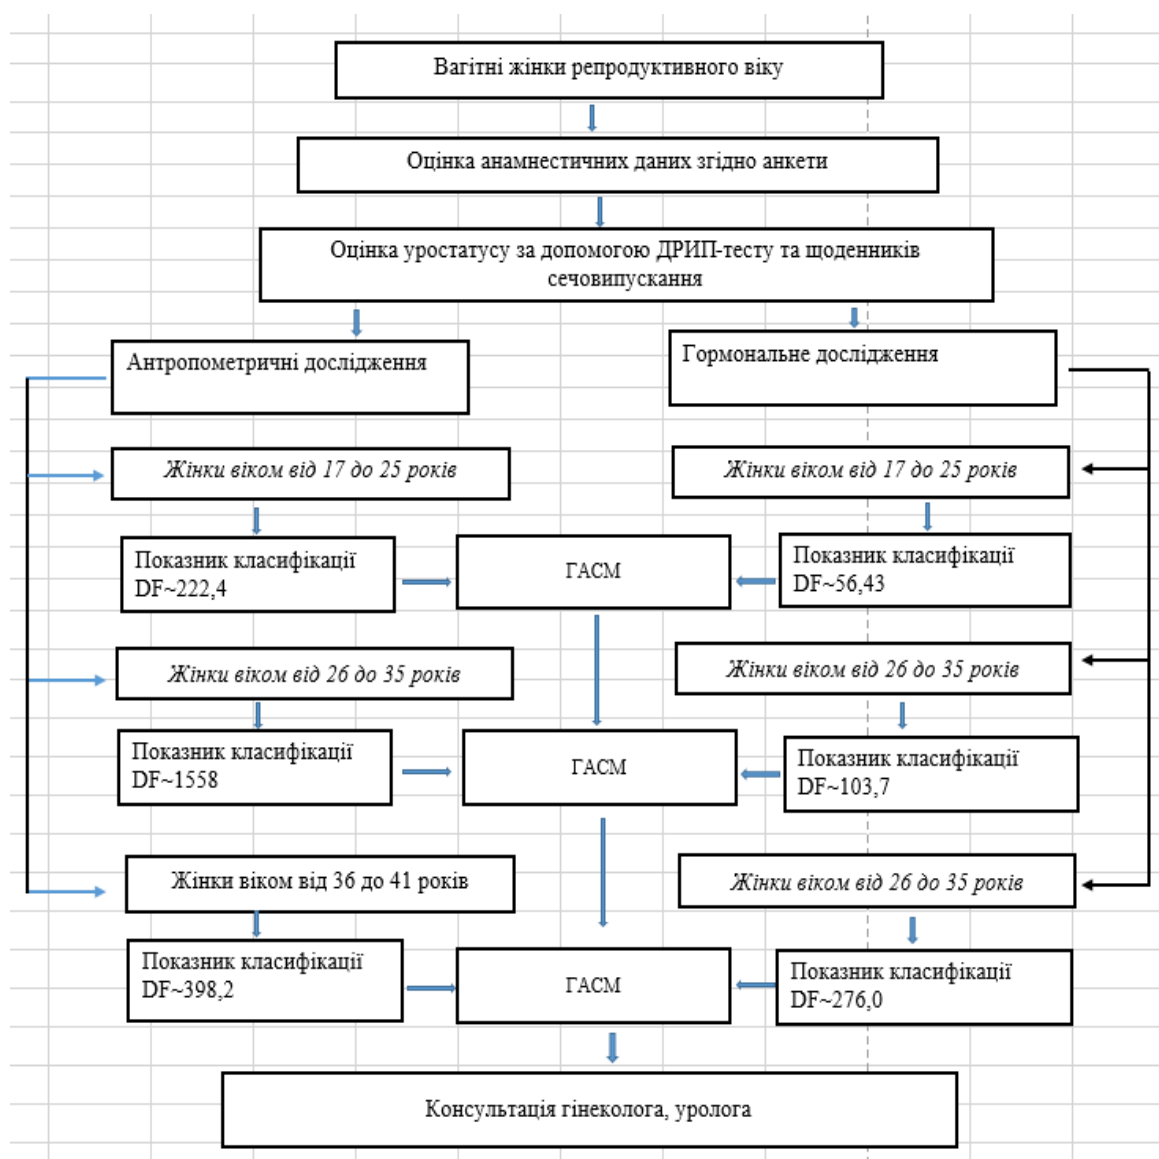 Вагітні жінки репродуктивного віку
Оцінка анамнестичних даних згідно анкети
Оцінка уростатусу за допомогою ДРИП-тесту та щоденників
сечовипускання
Антропометричні дослідження
Гормональне дослідження
Жінки віком від 17 до 25 років
Жінки віком від 17 до 25 років
Показник класифікації
DF~222,4
ГАСМ
Показник класифікації
DF~56,43
Жінки віком від 26 до 35 років
Жінки віком від 26 до 35 років
Показник класифікації
DF~1558
ГАСМ
Показник класифікації
DF~103,7
Жінки віком від 36 до 41 років
Жінки віком від 26 до 35 років
Показник класифікації
DF~398,2
ГАСМ
Показник класифікації
DF~276,0
Консультація гінеколога, уролога